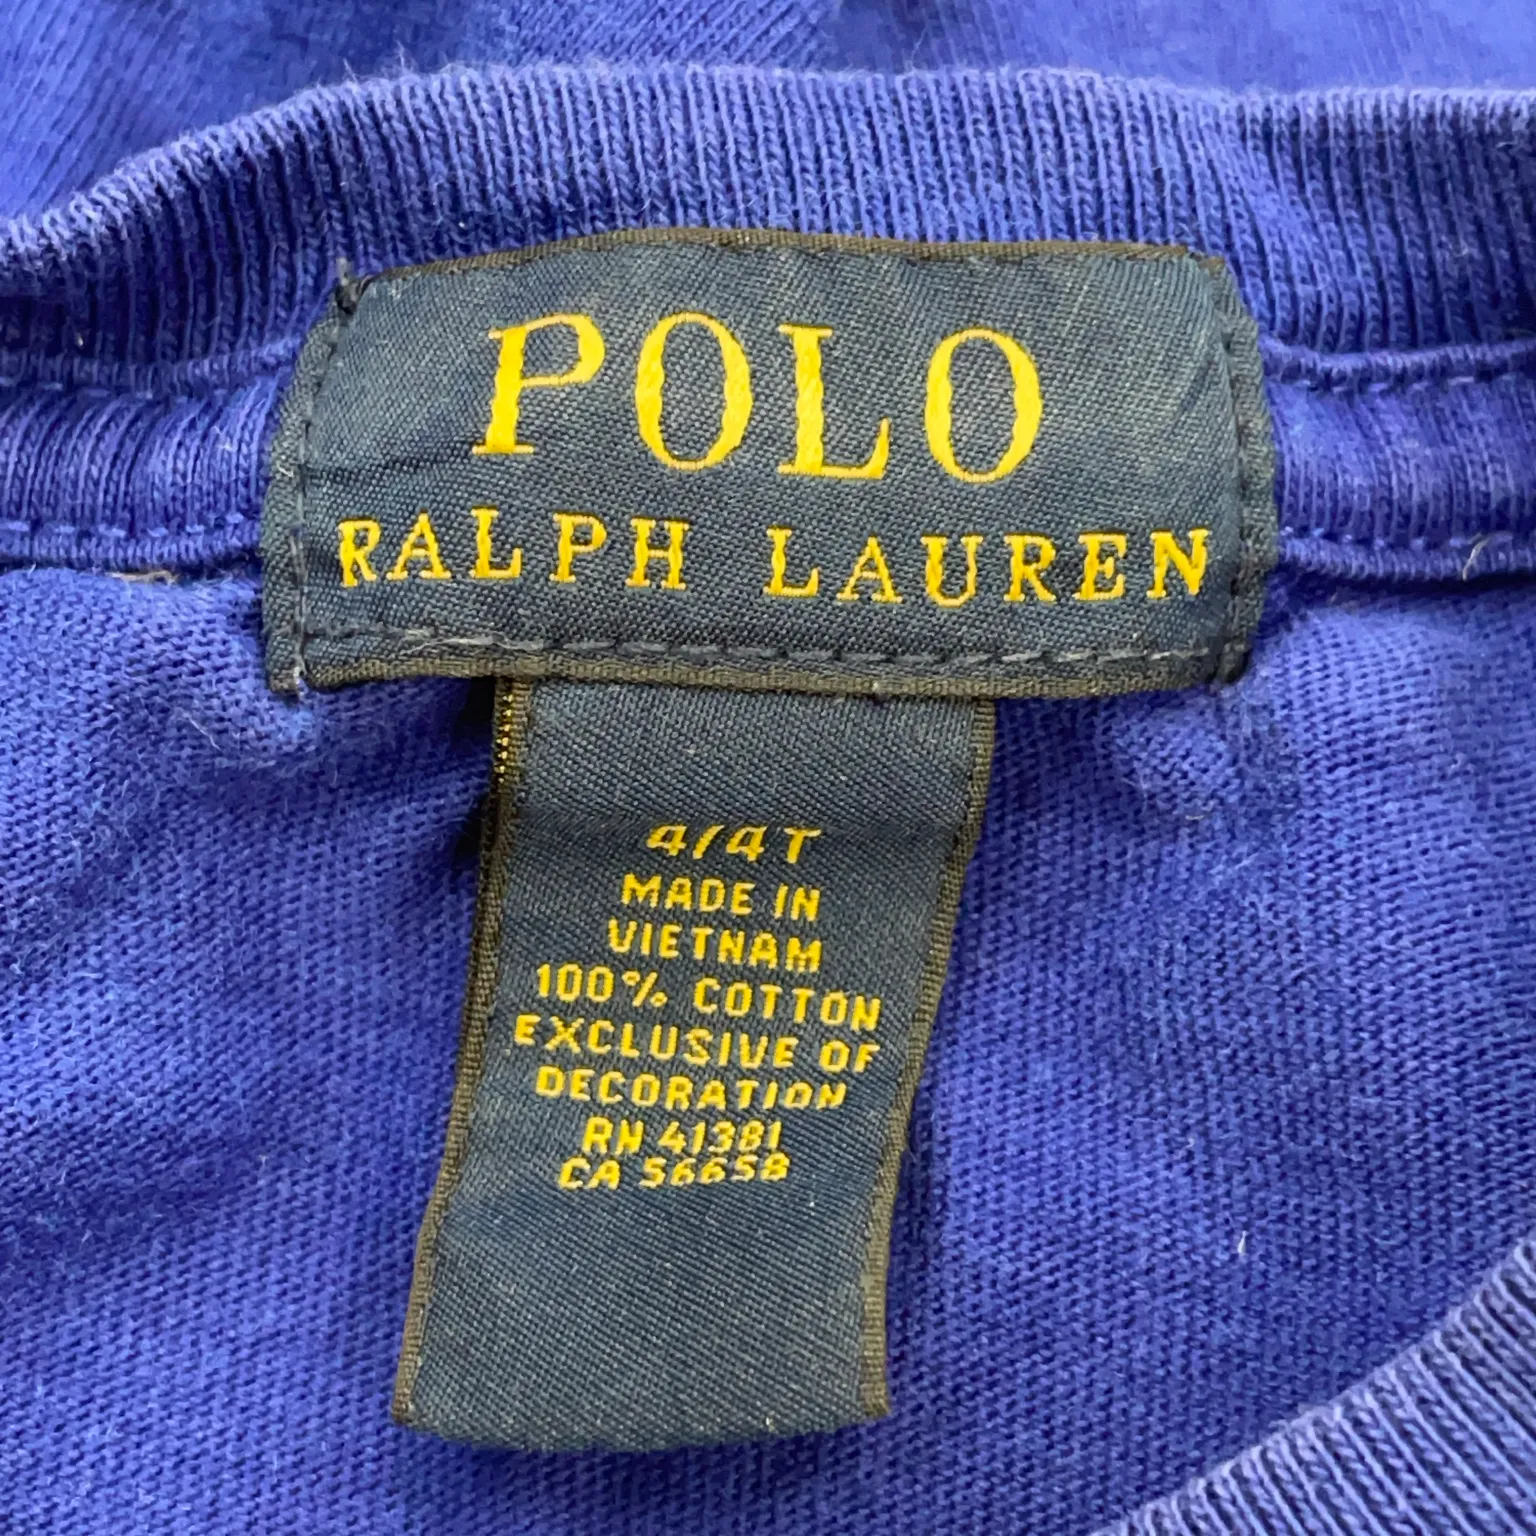 POLO
RALPH LAUREN
4/4T
MADE IN
VIETNAM
100% COTTON
EXCLUSIVE OF
DECORATION
RN 41381
CA 56658